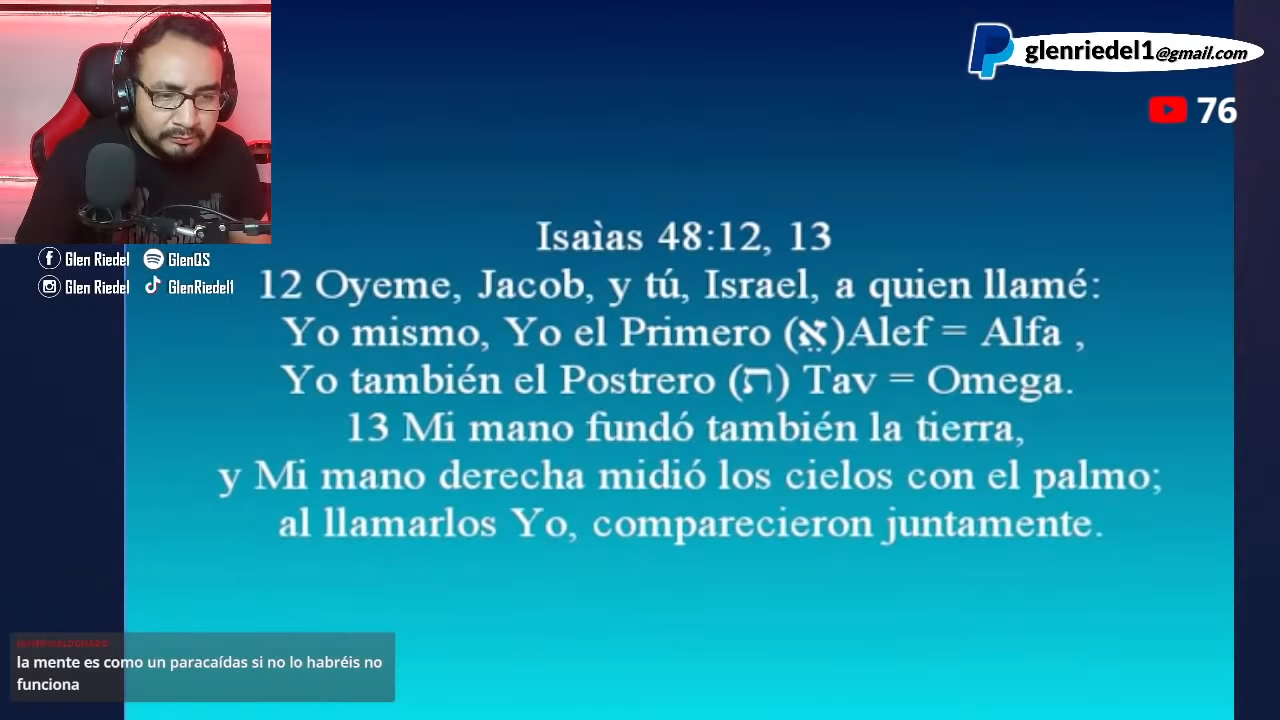 glenriedel1@gmail.com
76
Glen Riedel GlenQS
Glen Riedel GlenRiedel1
Isaìas 48:12, 13
12 Oyeme, Jacob, y tú, Israel, a quien llamé:
Yo mismo, Yo el Primero (אֵ)Alef = Alfa ,
Yo también el Postrero (ת) Tav = Omega.
13 Mi mano fundó también la tierra,
y Mi mano derecha midió los cielos con el palmo;
al llamarlos Yo, comparecieron juntamente.
la mente es como un paracaídas si no lo habréis no
funciona